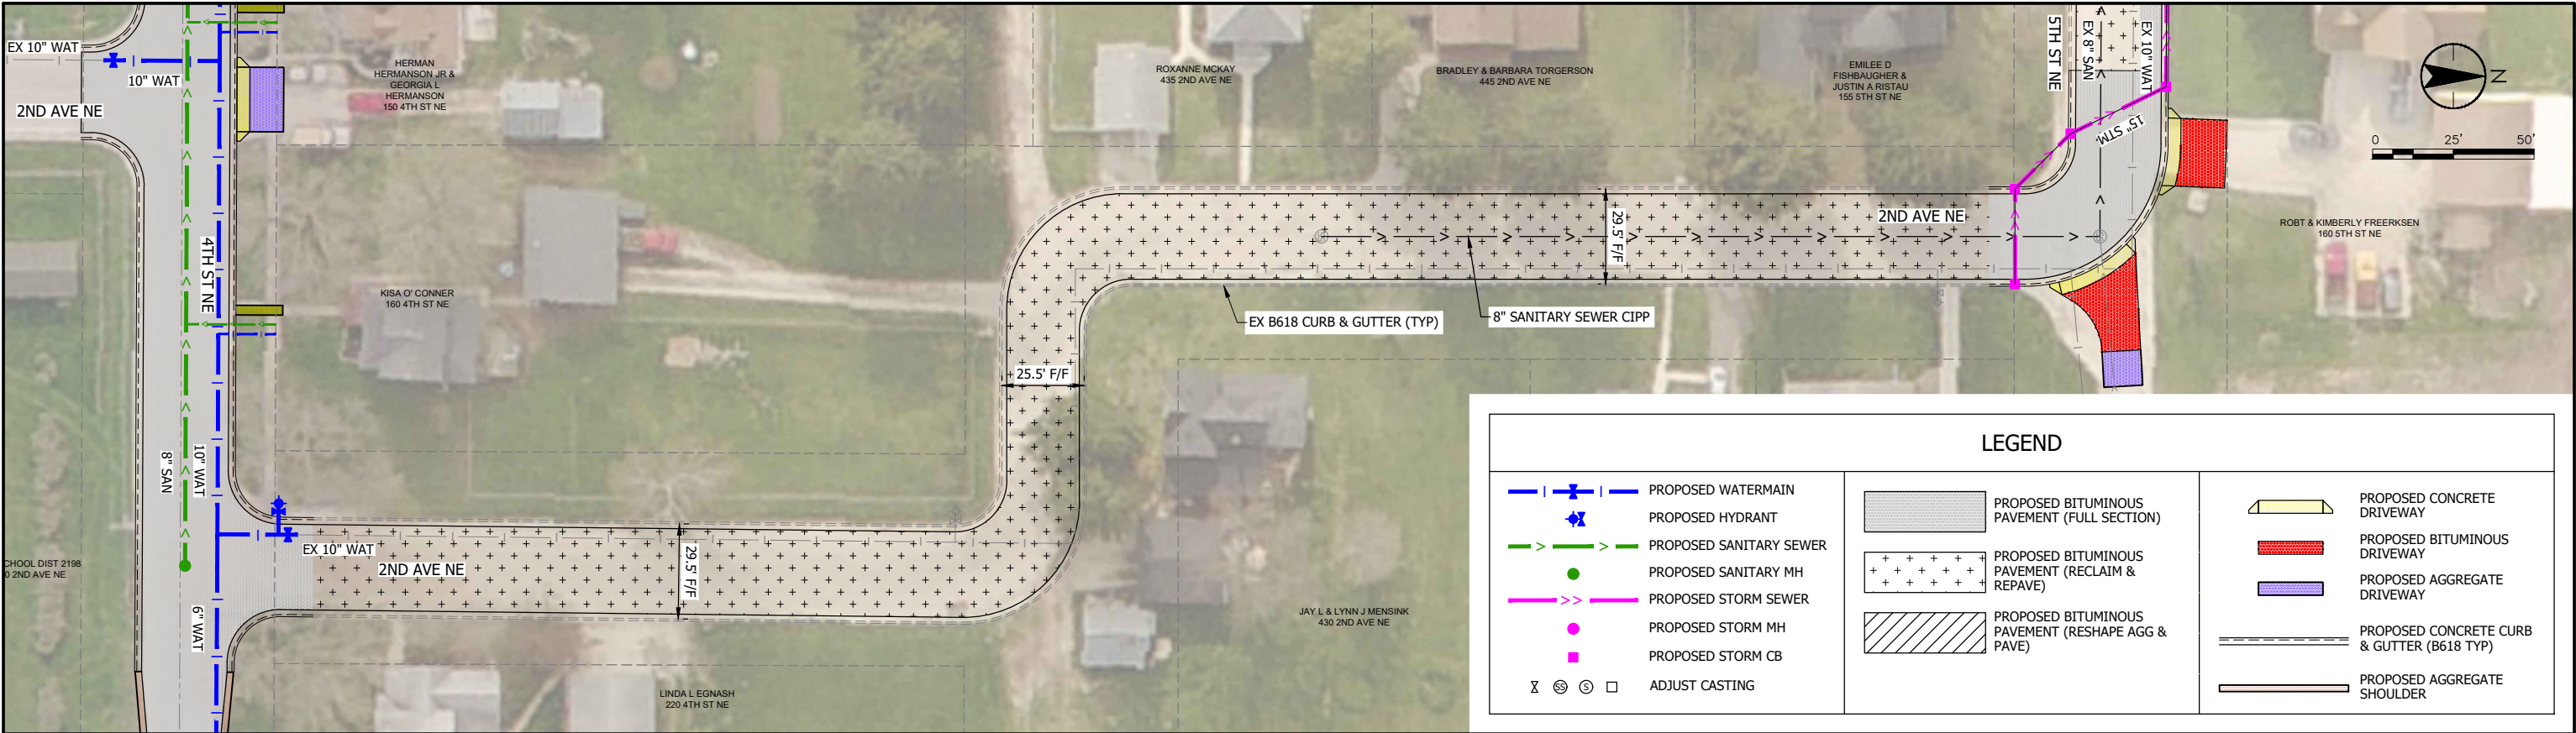 EX 10" WAT
10" WAT
2ND AVE NE
HERMAN
HERMANSON JR &
GEORGIA L
HERMANSON
150 4TH ST NE
4TH ST NE
KISA O' CONNER
160 4TH ST NE
8" SAN
10" WAT
6" WAT
CHOOL DIST 2198
0 2ND AVE NE
EX 10" WAT
2ND AVE NE
29.5' F/F
LINDA L EGNASH
220 4TH ST NE
25.5' F/F
ROXANNE MCKAY
435 2ND AVE NE
BRADLEY & BARBARA TORGERSON
445 2ND AVE NE
EMILEE D
FISHBAUGHER &
JUSTIN A RISTAU
155 5TH ST NE
29.5' F/F
2ND AVE NE
EX B618 CURB & GUTTER (TYP)
8" SANITARY SEWER CIPP
JAY L & LYNN J MENSINK
430 2ND AVE NE
5TH ST NE
EX 8" SAN
EX 10" WAT
15" STM
N
0 25' 50'
ROBT & KIMBERLY FREERKSEN
160 5TH ST NE
LEGEND
PROPOSED WATERMAIN
PROPOSED HYDRANT
PROPOSED SANITARY SEWER
PROPOSED SANITARY MH
PROPOSED STORM SEWER
PROPOSED STORM MH
PROPOSED STORM CB
SS S ADJUST CASTING
PROPOSED BITUMINOUS
PAVEMENT (FULL SECTION)
PROPOSED BITUMINOUS
PAVEMENT (RECLAIM &
REPAVE)
PROPOSED BITUMINOUS
PAVEMENT (RESHAPE AGG &
PAVE)
PROPOSED CONCRETE
DRIVEWAY
PROPOSED BITUMINOUS
DRIVEWAY
PROPOSED AGGREGATE
DRIVEWAY
PROPOSED CONCRETE CURB
& GUTTER (B618 TYP)
PROPOSED AGGREGATE
SHOULDER